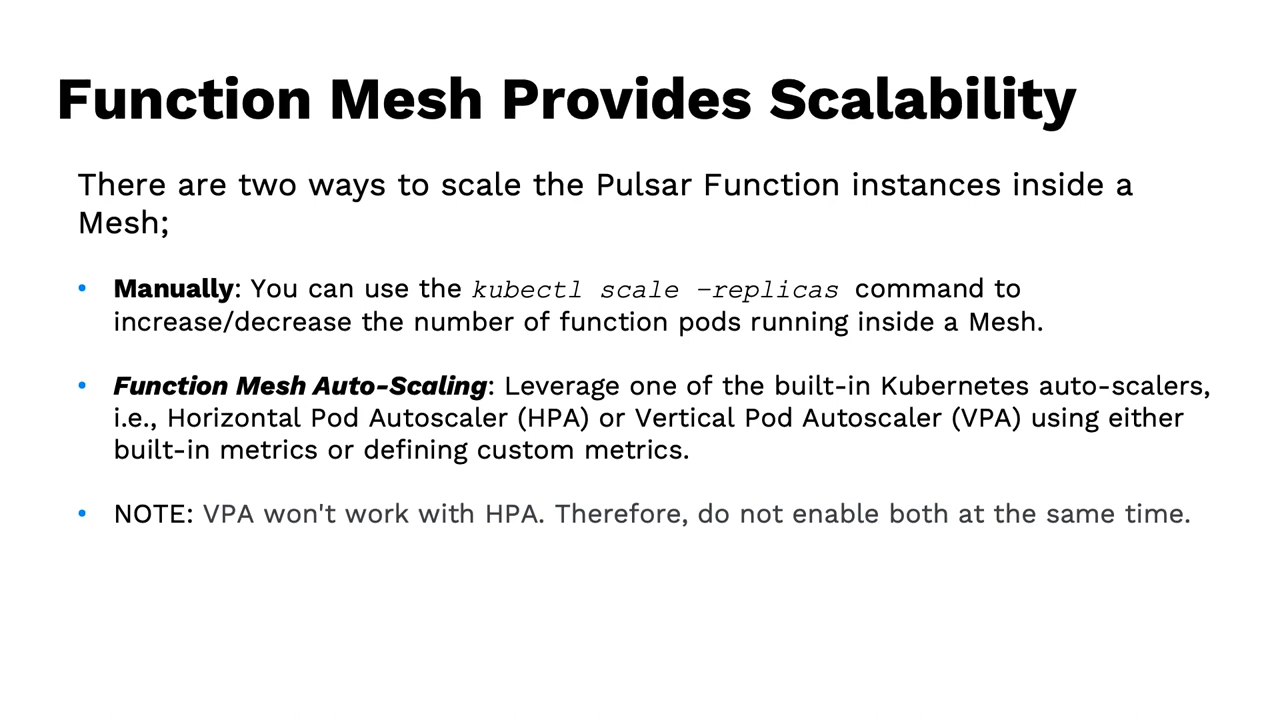 Function Mesh Provides Scalability
There are two ways to scale the Pulsar Function instances inside a
Mesh;
• Manually: You can use the kubectl scale –replicas command to
increase/decrease the number of function pods running inside a Mesh.
• Function Mesh Auto-Scaling: Leverage one of the built-in Kubernetes auto-scalers,
i.e., Horizontal Pod Autoscaler (HPA) or Vertical Pod Autoscaler (VPA) using either
built-in metrics or defining custom metrics.
• NOTE: VPA won't work with HPA. Therefore, do not enable both at the same time.